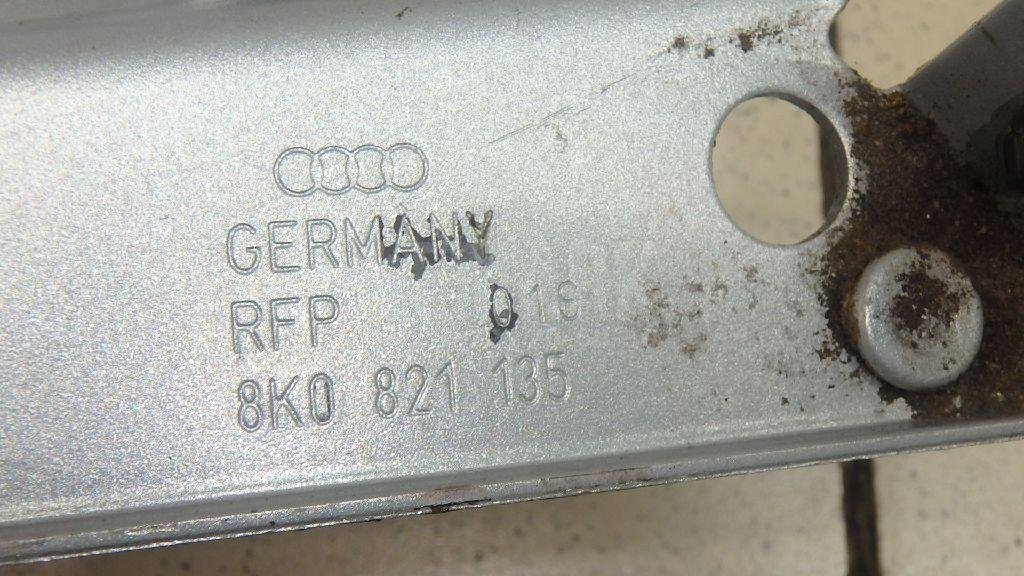 GERMANY
RFP
8K0 821 135